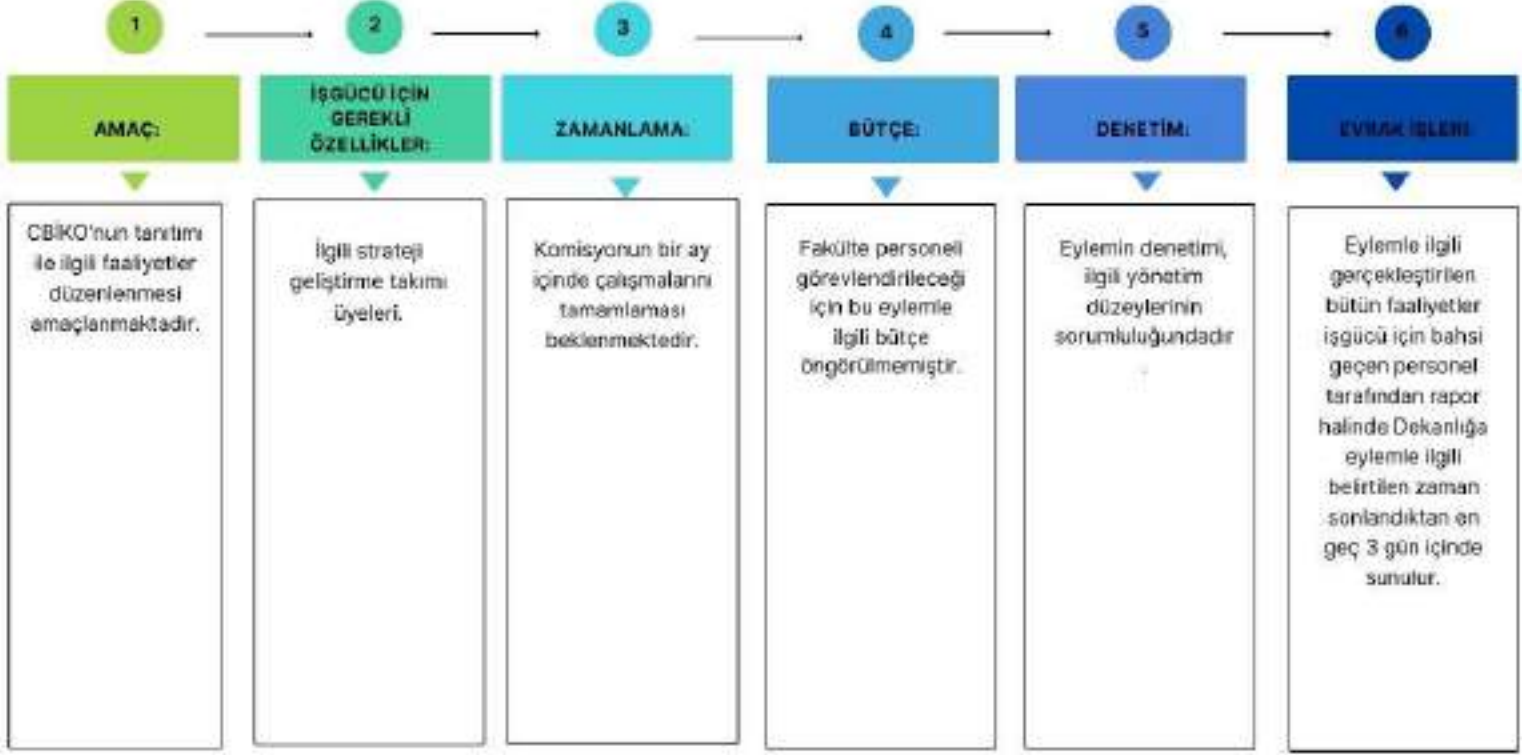 1
2
3
4
5
6
AMAÇ:
İŞGÜCÜ İÇİN
GEREKLİ
ÖZELLİKLER:
ZAMANLAMA:
BÜTÇE:
DENETİM:
EVRAK İŞLERİ:
CBİKO'nun tanıtımı
ile ilgili faaliyetler
düzenlenmesi
amaçlanmaktadır.
İlgili strateji
geliştirme takımı
üyeleri.
Komisyonun bir ay
içinde çalışmalarını
tamamlaması
beklenmektedir.
Fakülte personeli
görevlendirileceği
için bu eylemle
ilgili bütçe
öngörülmemiştir.
Eylemin denetimi,
ilgili yönetim
düzeylerinin
sorumluluğundadır
.
Eylemle ilgili
gerçekleştirilen
bütün faaliyetler
işgücü için bahsi
geçen personel
tarafından rapor
halinde Dekanlığa
eylemle ilgili
belirtilen zaman
sonlandıktan en
geç 3 gün içinde
sunulur.